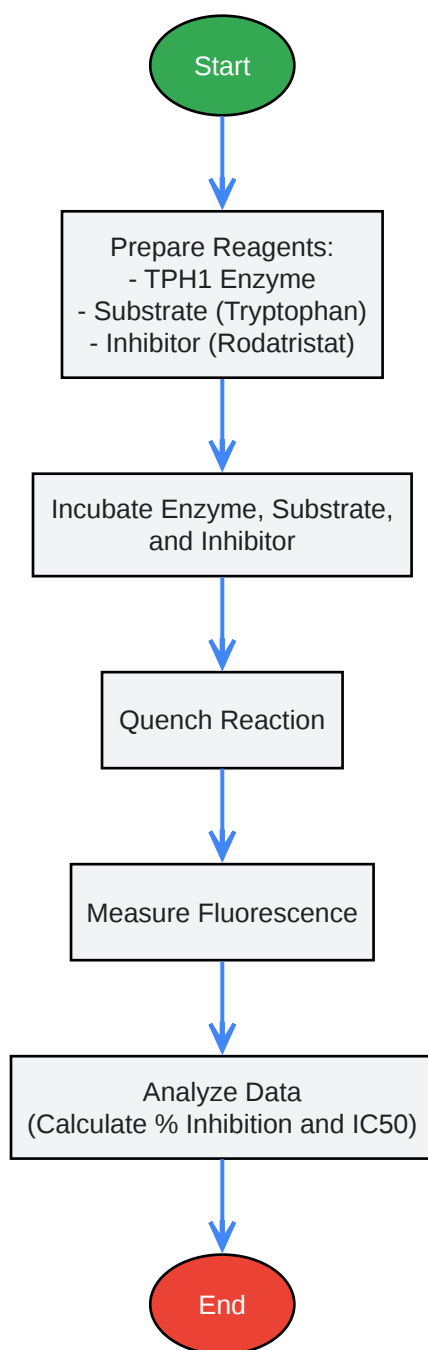 Start
Prepare Reagents:
- TPH1 Enzyme
- Substrate (Tryptophan)
- Inhibitor (Rodatristat)
Incubate Enzyme, Substrate,
and Inhibitor
Quench Reaction
Measure Fluorescence
Analyze Data
(Calculate % Inhibition and IC50)
End